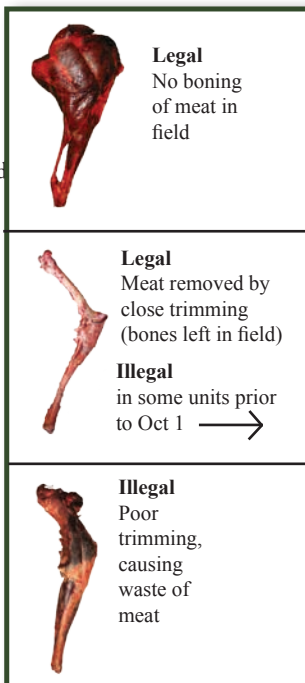 Legal
No boning
of meat in
field
d
Legal
Meat removed by
close trimming
(bones left in field)
Illegal
in some units prior
to Oct 1
Illegal
Poor
trimming,
causing
waste of
meat